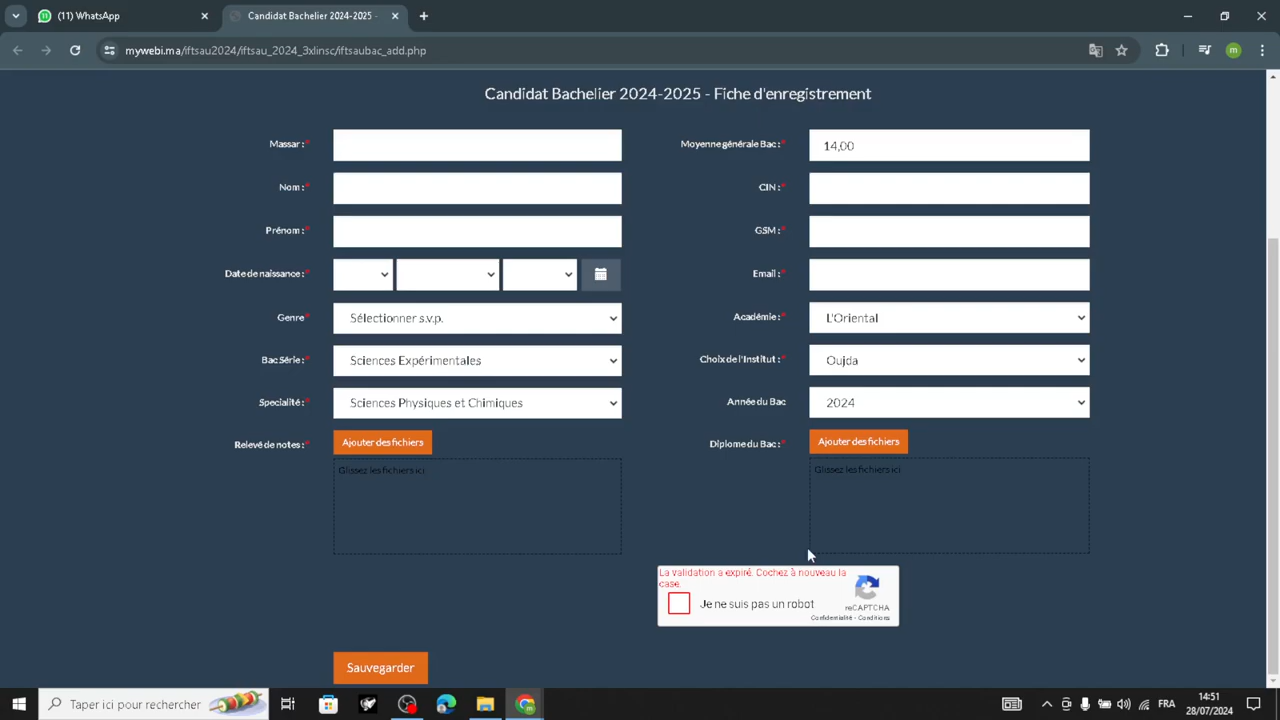 (11) WhatsApp
Candidat Bachelier 2024-2025 -
mywebi.ma/iftsau2024/iftsau_2024_3xlinsc/iftsaubac_add.php
m
Candidat Bachelier 2024-2025 - Fiche d'enregistrement
Massar :*
Moyenne générale Bac :*
14,00
Nom :*
CIN :*
Prénom :*
GSM :*
Date de naissance :*
Email :*
Genre*
Sélectionner s.v.p.
Académie :*
L'Oriental
Bac Série :*
Sciences Expérimentales
Choix de l'Institut :*
Oujda
Specialité :*
Sciences Physiques et Chimiques
Année du Bac
2024
Relevé de notes :*
Ajouter des fichiers
Diplome du Bac :*
Ajouter des fichiers
Glissez les fichiers ici
Glissez les fichiers ici
La validation a expiré. Cochez à nouveau la
case.
Je ne suis pas un robot
reCAPTCHA
Confidentialité - Conditions
Sauvegarder
Taper ici pour rechercher
FRA
14:51
28/07/2024